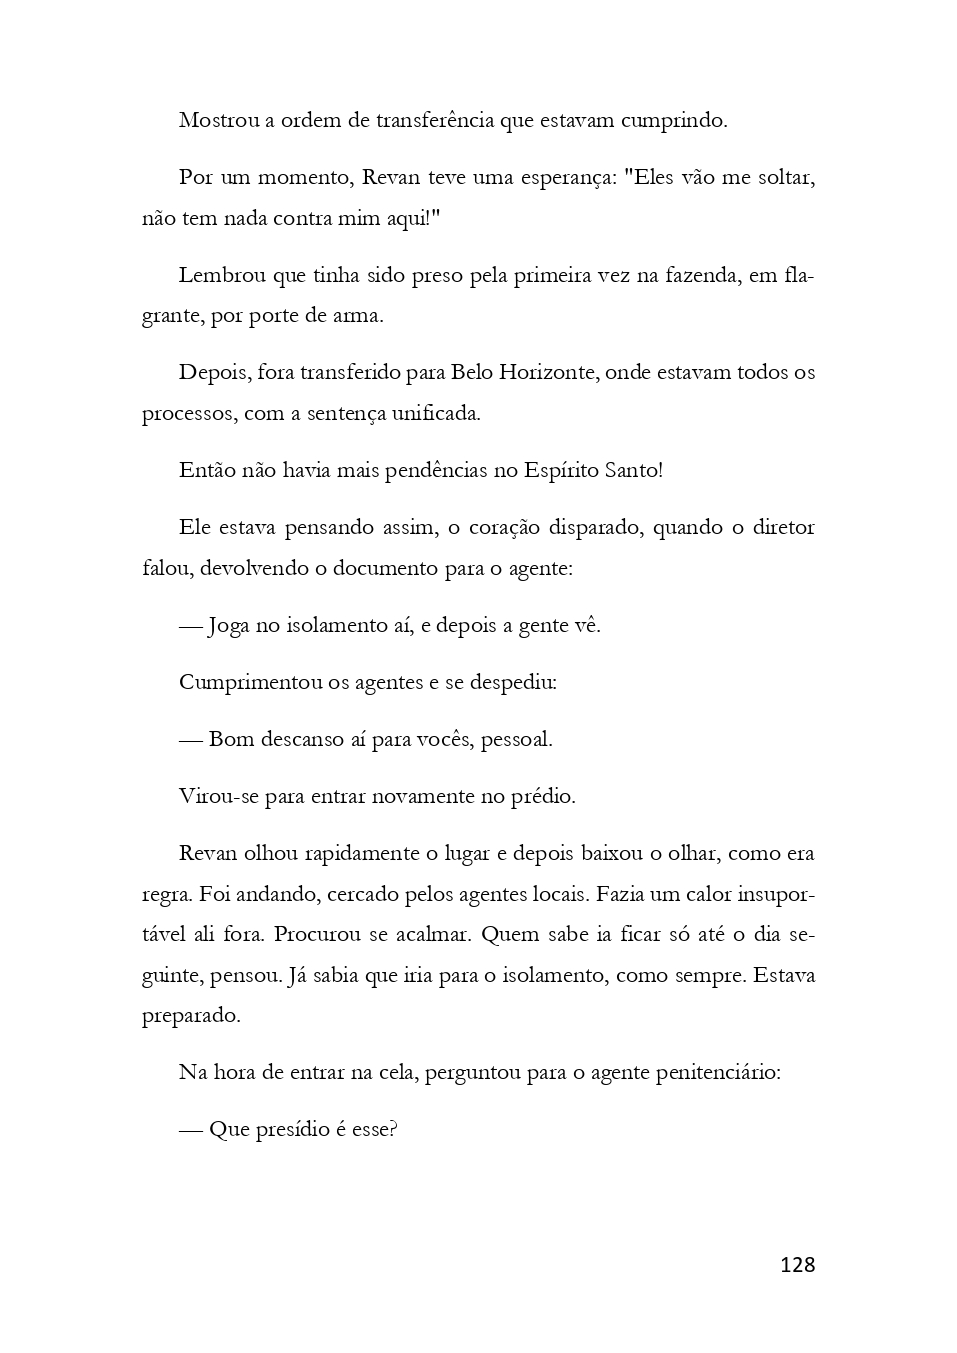 Mostrou a ordem de transferência que estavam cumprindo.
Por um momento, Revan teve uma esperança: "Eles vão me soltar,
não tem nada contra mim aqui!"
Lembrou que tinha sido preso pela primeira vez na fazenda, em fla-
grante, por porte de arma.
Depois, fora transferido para Belo Horizonte, onde estavam todos os
processos, com a sentença unificada.
Então não havia mais pendências no Espírito Santo!
Ele estava pensando assim, o coração disparado, quando o diretor
falou, devolvendo o documento para o agente:
— Joga no isolamento aí, e depois a gente vê.
Cumprimentou os agentes e se despediu:
— Bom descanso aí para vocês, pessoal.
Virou-se para entrar novamente no prédio.
Revan olhou rapidamente o lugar e depois baixou o olhar, como era
regra. Foi andando, cercado pelos agentes locais. Fazia um calor insupor-
tável ali fora. Procurou se acalmar. Quem sabe ia ficar só até o dia se-
guinte, pensou. Já sabia que iria para o isolamento, como sempre. Estava
preparado.
Na hora de entrar na cela, perguntou para o agente penitenciário:
— Que presídio é esse?
128